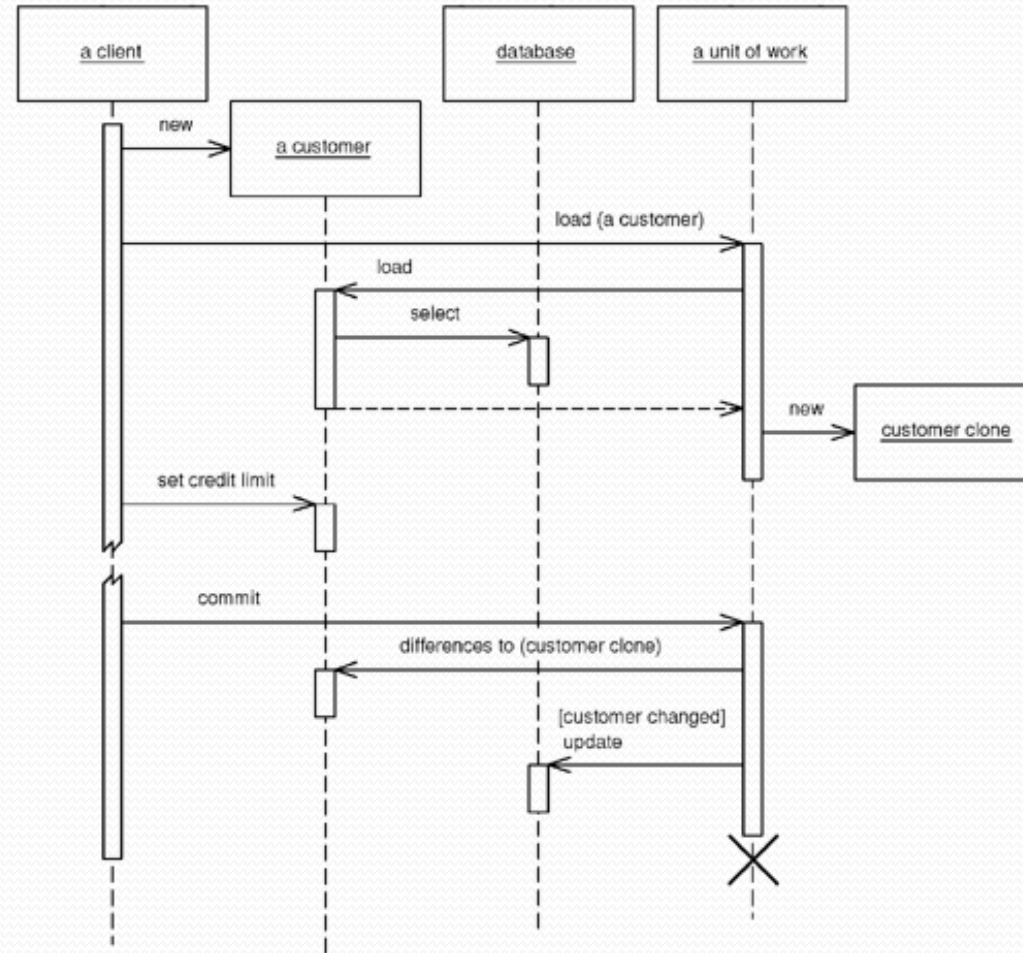 a client
database
a unit of work
new
a customer
load (a customer)
load
select
new
customer clone
set credit limit
commit
differences to (customer clone)
[customer changed]
update